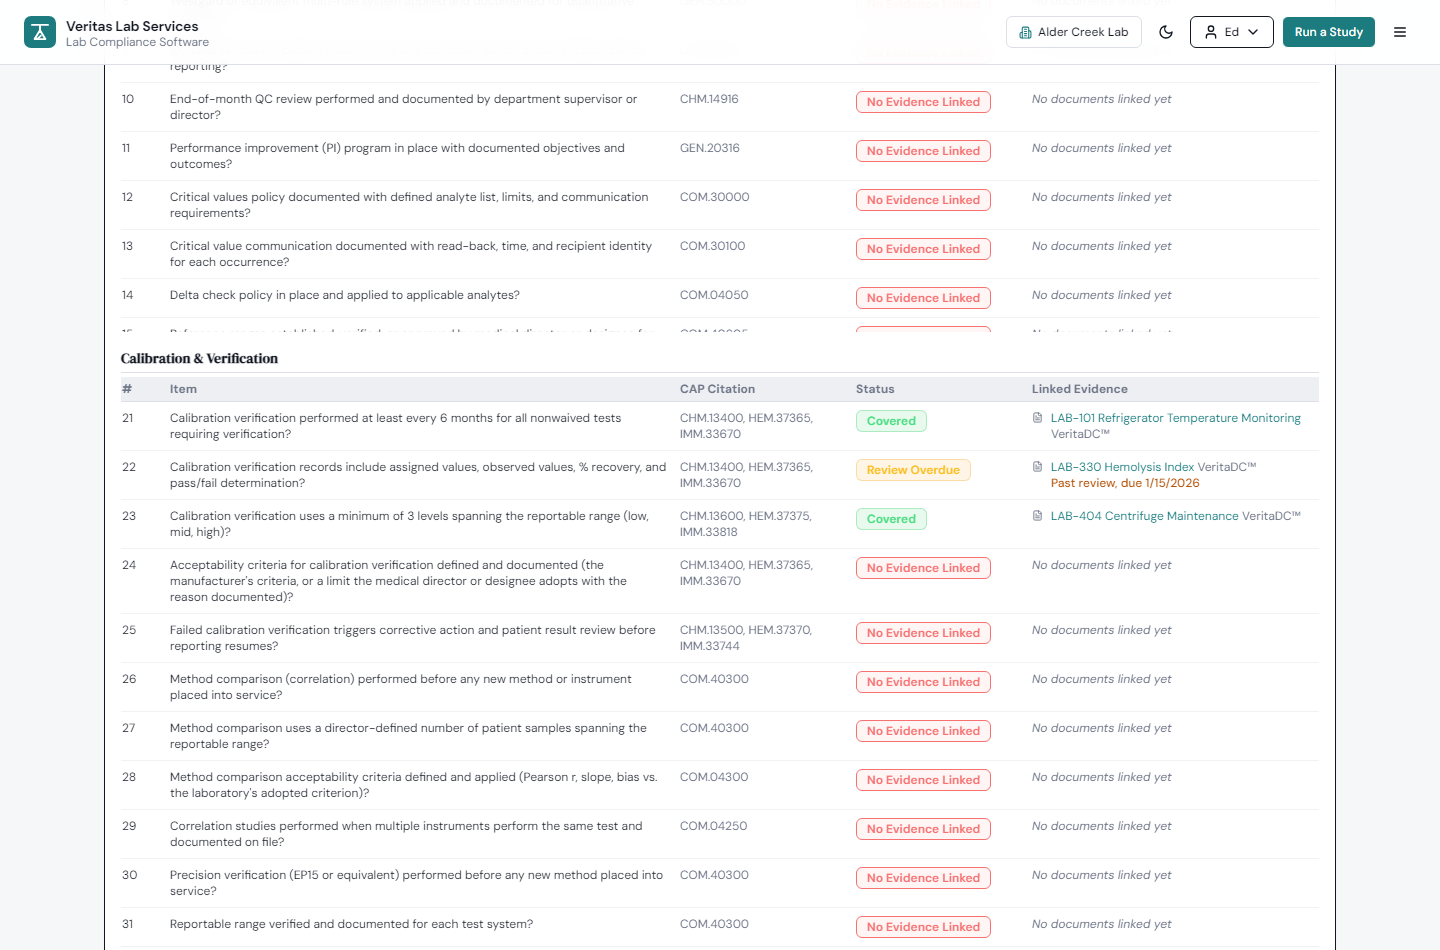 Veritas Lab Services
Lab Compliance Software
Alder Creek Lab
Ed
Run a Study
reporting?
10 End-of-month QC review performed and documented by department supervisor or director? CHM.14916 No Evidence Linked No documents linked yet
11 Performance improvement (PI) program in place with documented objectives and outcomes? GEN.20316 No Evidence Linked No documents linked yet
12 Critical values policy documented with defined analyte list, limits, and communication requirements? COM.30000 No Evidence Linked No documents linked yet
13 Critical value communication documented with read-back, time, and recipient identity for each occurrence? COM.30100 No Evidence Linked No documents linked yet
14 Delta check policy in place and applied to applicable analytes? COM.04050 No Evidence Linked No documents linked yet
Calibration & Verification
# Item CAP Citation Status Linked Evidence
21 Calibration verification performed at least every 6 months for all nonwaived tests requiring verification? CHM.13400, HEM.37365, IMM.33670 Covered LAB-101 Refrigerator Temperature Monitoring VeritaDC™
22 Calibration verification records include assigned values, observed values, % recovery, and pass/fail determination? CHM.13400, HEM.37365, IMM.33670 Review Overdue LAB-330 Hemolysis Index VeritaDC™ Past review, due 1/15/2026
23 Calibration verification uses a minimum of 3 levels spanning the reportable range (low, mid, high)? CHM.13600, HEM.37375, IMM.33818 Covered LAB-404 Centrifuge Maintenance VeritaDC™
24 Acceptability criteria for calibration verification defined and documented (the manufacturer's criteria, or a limit the medical director or designee adopts with the reason documented)? CHM.13400, HEM.37365, IMM.33670 No Evidence Linked No documents linked yet
25 Failed calibration verification triggers corrective action and patient result review before reporting resumes? CHM.13500, HEM.37370, IMM.33744 No Evidence Linked No documents linked yet
26 Method comparison (correlation) performed before any new method or instrument placed into service? COM.40300 No Evidence Linked No documents linked yet
27 Method comparison uses a director-defined number of patient samples spanning the reportable range? COM.40300 No Evidence Linked No documents linked yet
28 Method comparison acceptability criteria defined and applied (Pearson r, slope, bias vs. the laboratory's adopted criterion)? COM.04300 No Evidence Linked No documents linked yet
29 Correlation studies performed when multiple instruments perform the same test and documented on file? COM.04250 No Evidence Linked No documents linked yet
30 Precision verification (EP15 or equivalent) performed before any new method placed into service? COM.40300 No Evidence Linked No documents linked yet
31 Reportable range verified and documented for each test system? COM.40300 No Evidence Linked No documents linked yet